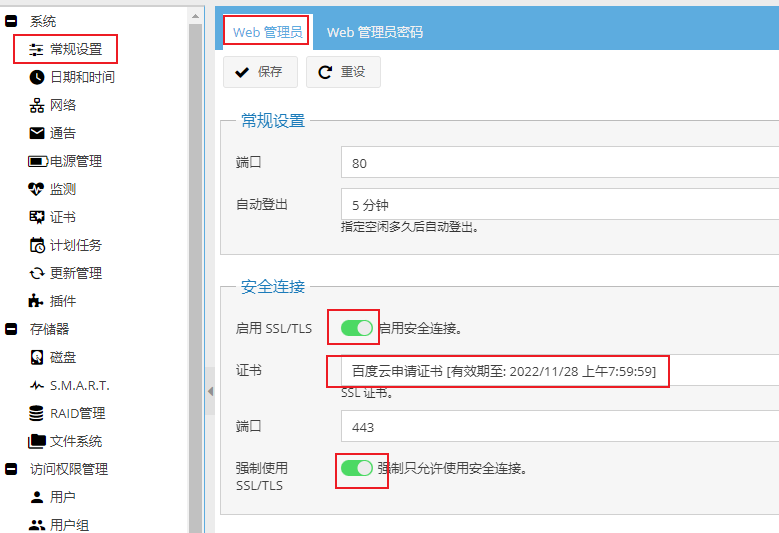 系统
常规设置
日期和时间
网络
通告
电源管理
监测
证书
计划任务
更新管理
插件
存储器
磁盘
S.M.A.R.T.
RAID管理
文件系统
访问权限管理
用户
用户组
Web 管理员
Web 管理员密码
保存
重设
常规设置
端口
80
自动登出
5 分钟
指定空闲多久后自动登出。
安全连接
启用 SSL/TLS
启用安全连接。
证书
百度云申请证书 [有效期至: 2022/11/28 上午7:59:59]
SSL 证书。
端口
443
强制使用
SSL/TLS
强制只允许使用安全连接。